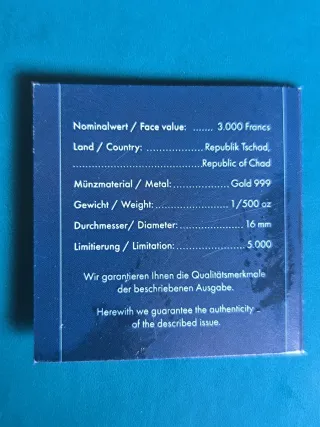 Nominalwert / Face value: ....... 3.000 Francs
Land / Country: .................. Republik Tschad,
........................................ Republic of Chad
Münzmaterial / Metal: ................ Gold 999
Gewicht / Weight: ................... 1/500 oz
Durchmesser/ Diameter: ................ 16 mm
Limitierung / Limitation: ................ 5.000
Wir garantieren Ihnen die Qualitätsmerkmale
der beschriebenen Ausgabe.
Herewith we guarantee the authenticity
of the described issue.